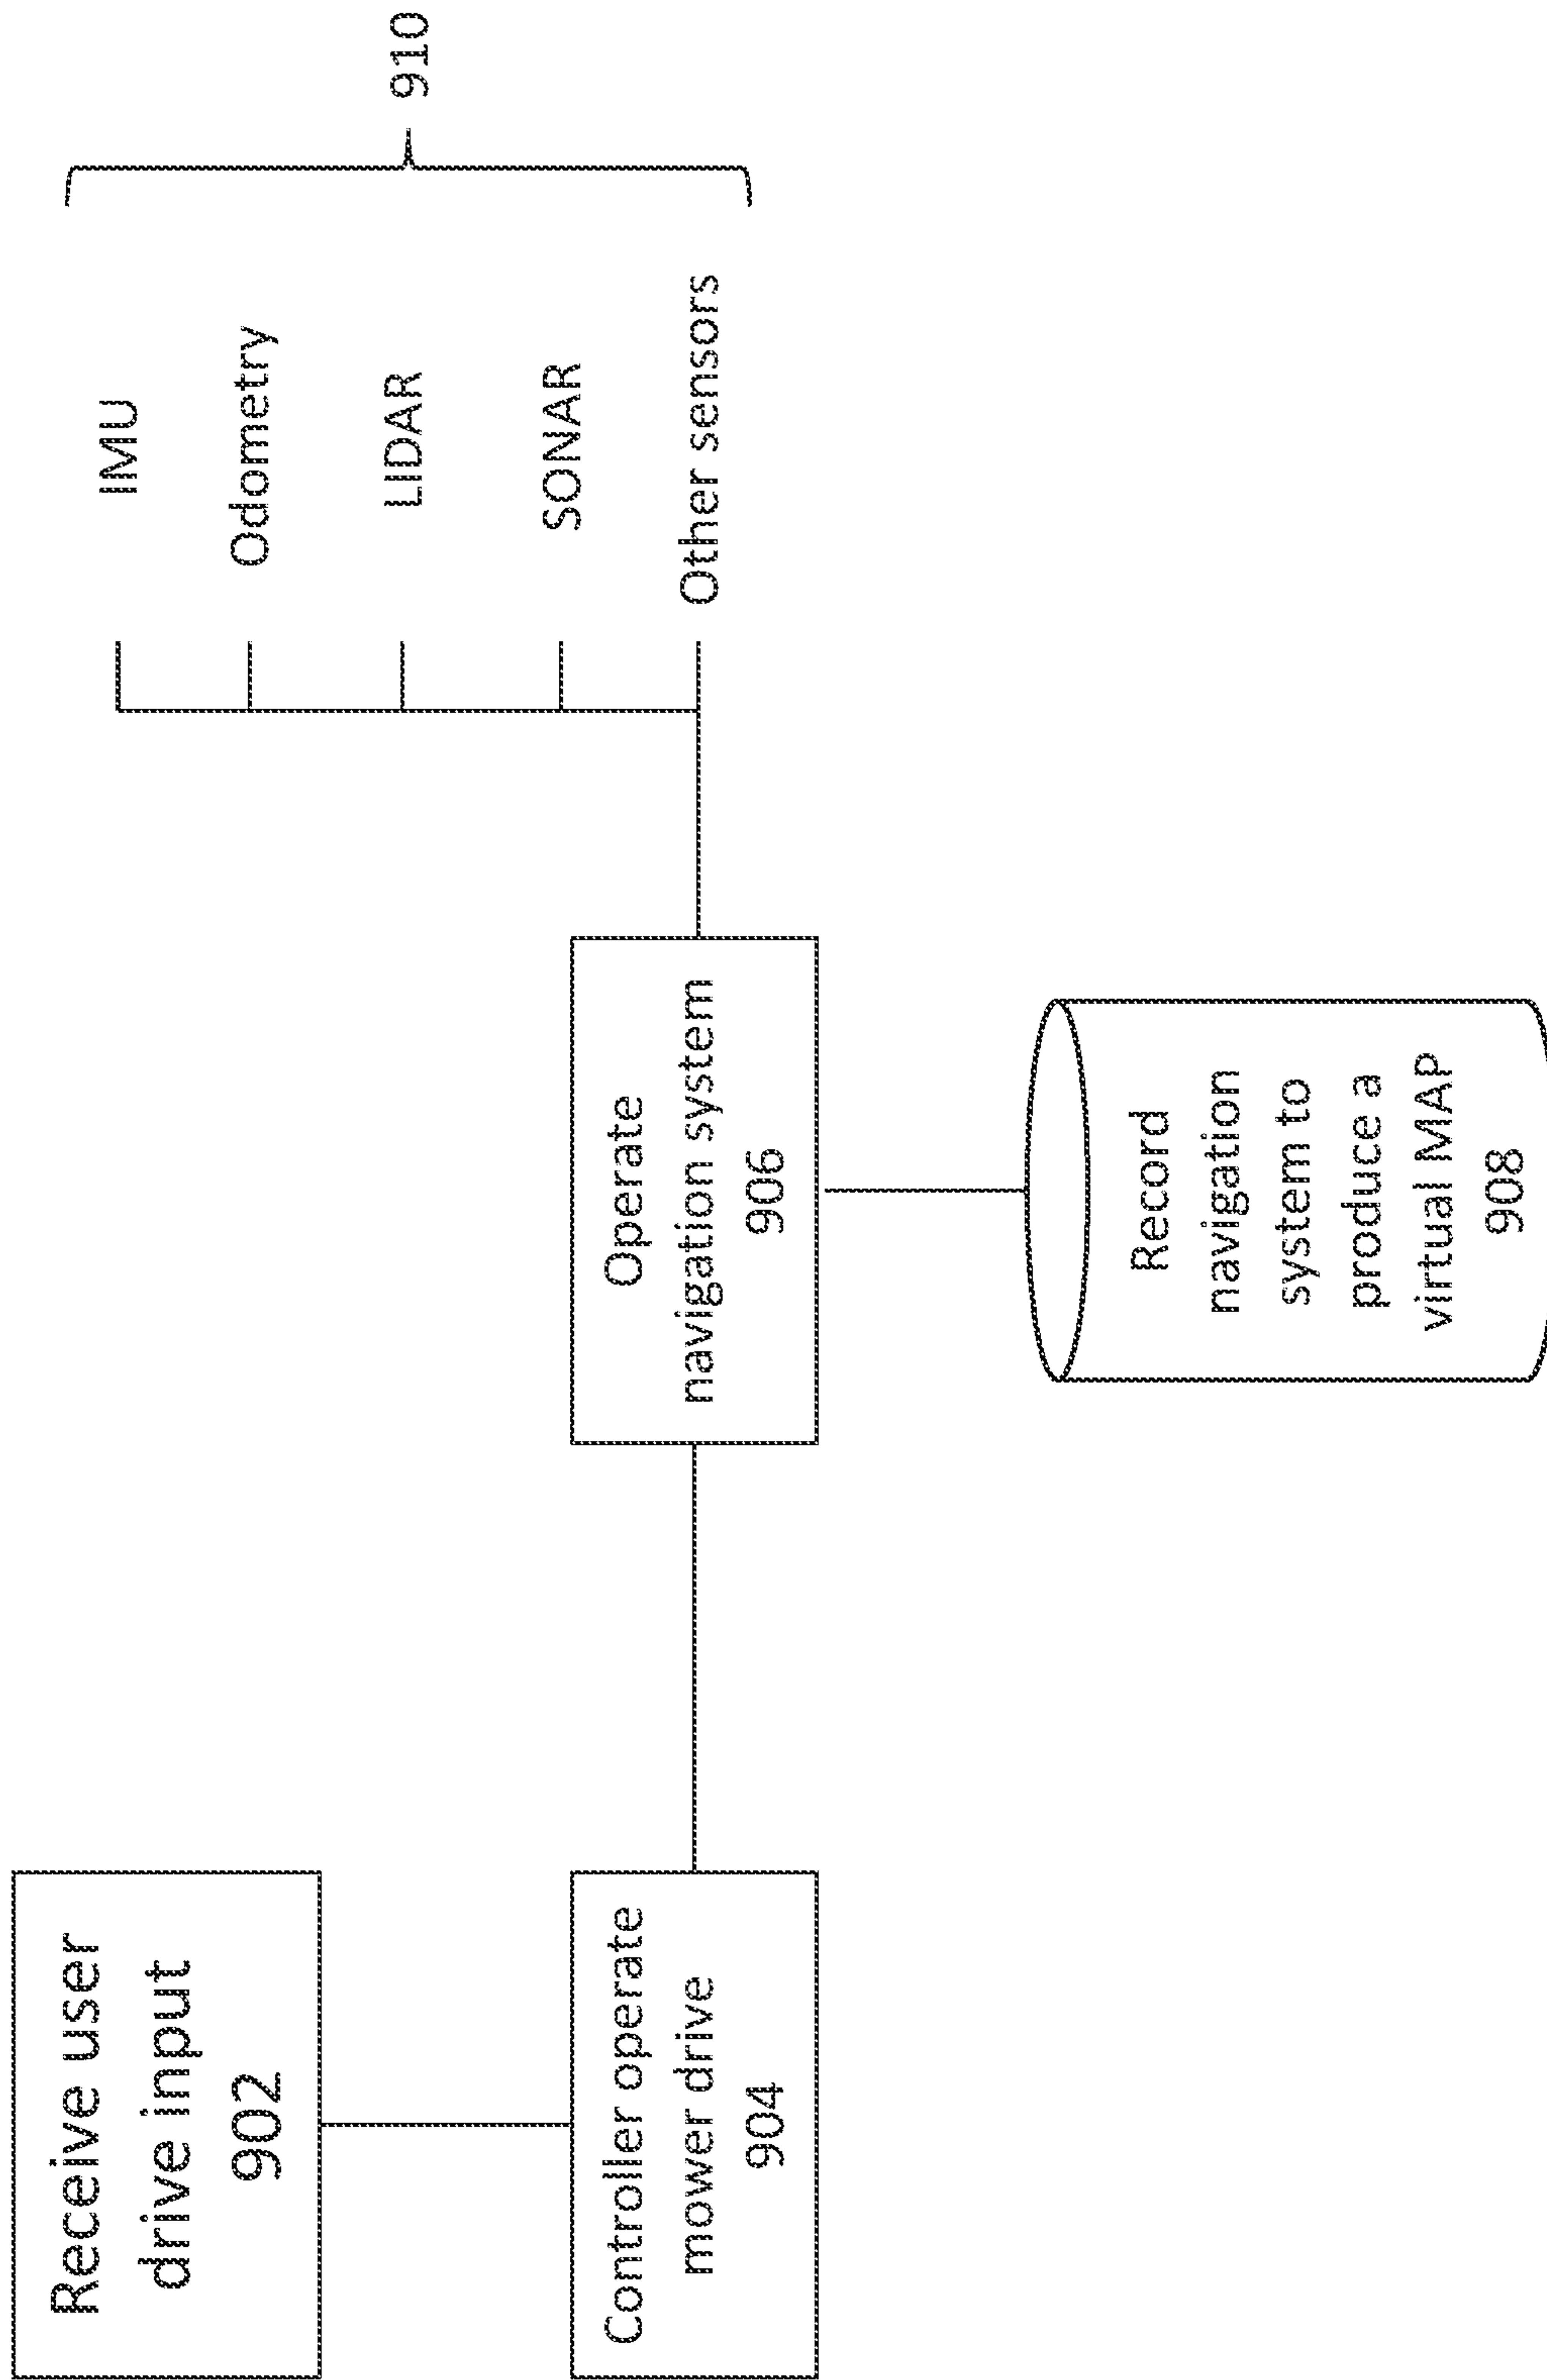 Receive user
drive input
902
Controller operate
mower drive
904
Operate
navigation system
906
Record
navigation
system to
produce a
virtual MAP
908
IMU
Odometry
LIDAR
SONAR
Other sensors
910